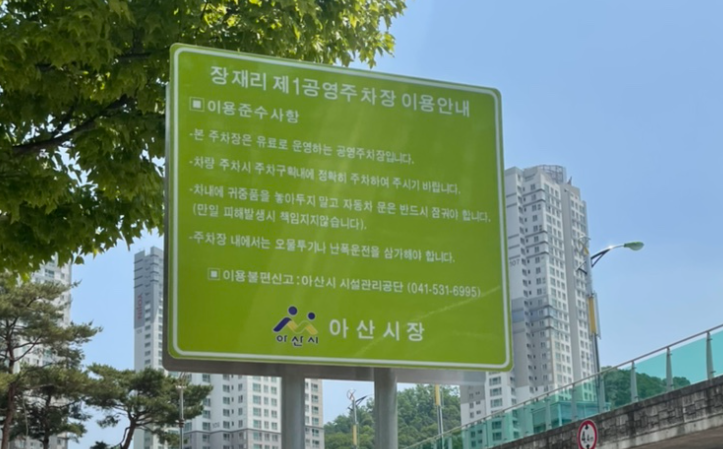 장재리 제1공영주차장 이용안내
▣ 이용준수사항
-본 주차장은 유료로 운영하는 공영주차장입니다.
-차량 주차시 주차구획내에 정확히 주차하여 주시기 바랍니다.
-차내에 귀중품을 놓아두지 말고 자동차 문은 반드시 잠궈야 합니다.
(만일 피해발생시 책임지지않습니다).
-주차장 내에서는 오물투기나 난폭운전을 삼가해야 합니다.
▣ 이용불편신고 : 아산시 시설관리공단 (041-531-6995)
아산시 아산시장